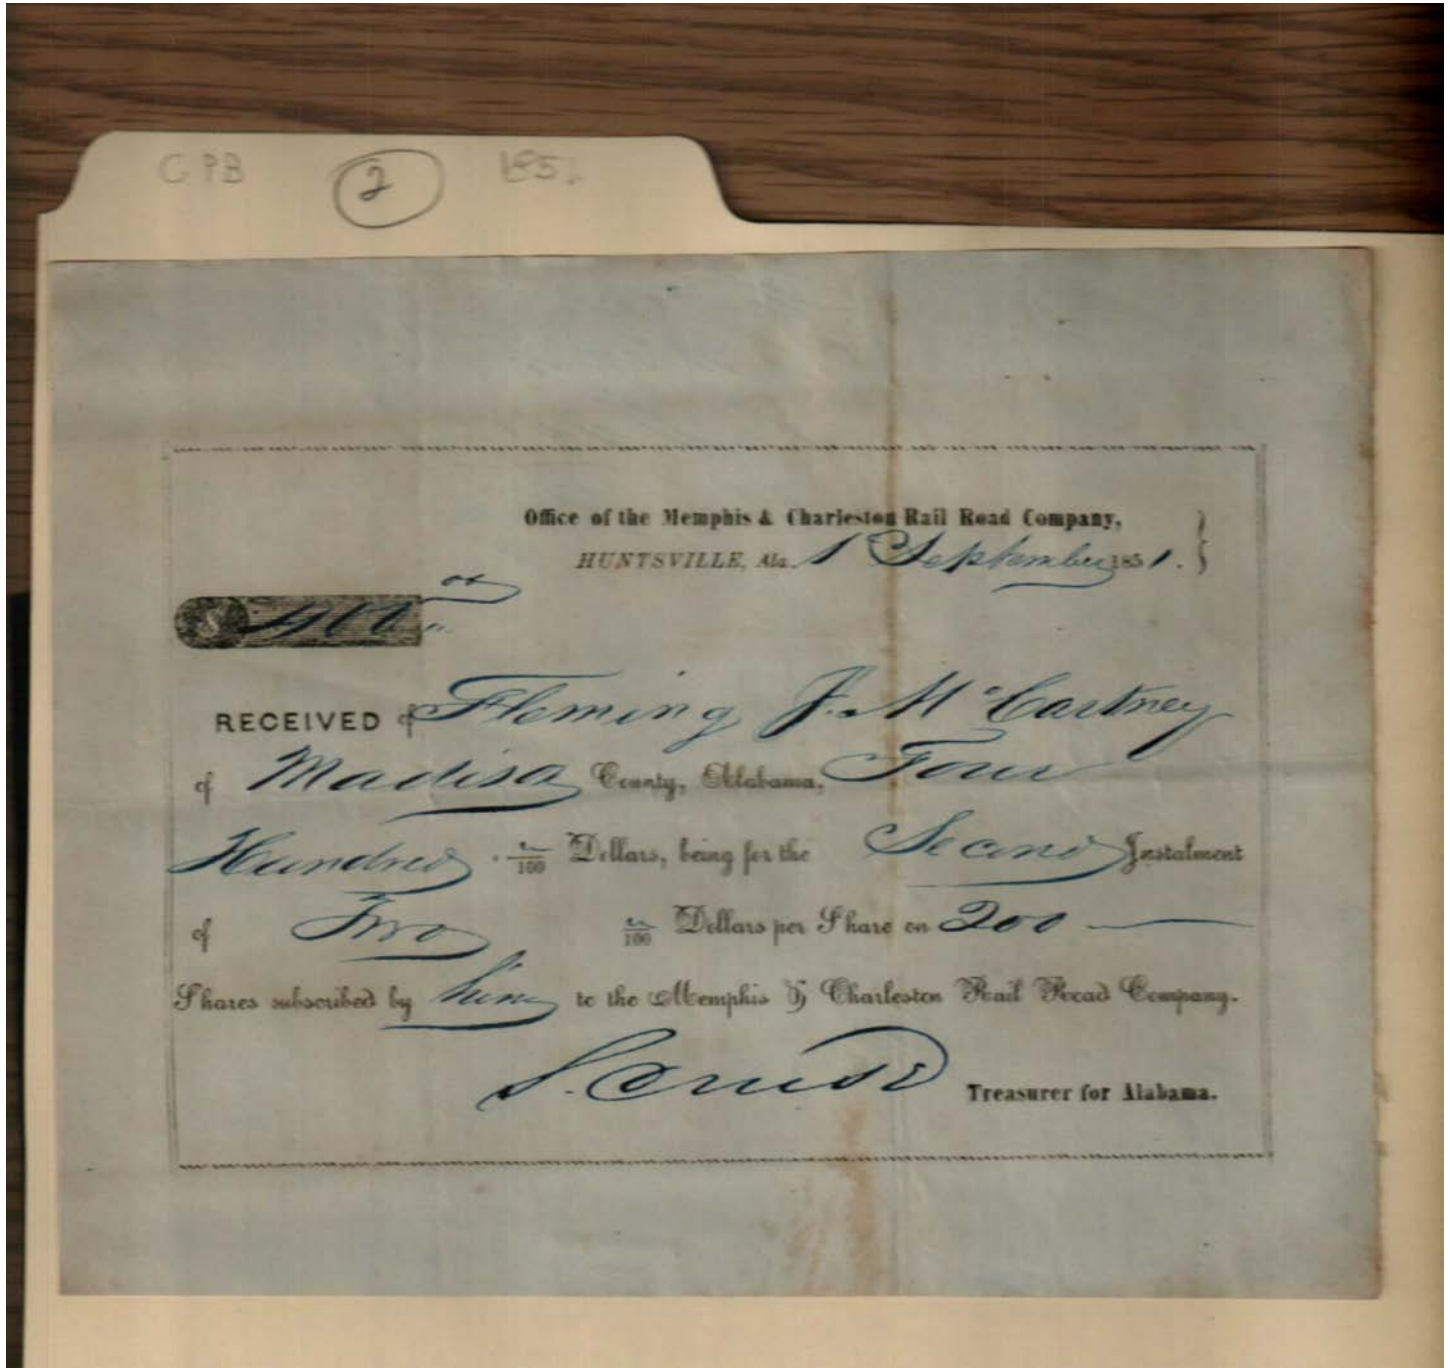 CPB 2 1851
Office of the Memphis & Charleston Rail Road Company,
HUNTSVILLE, Ala. 1 September 1851.
$ 400 00
RECEIVED of Fleming J. McCartney
of Madison County, Alabama, Four
Hundred /100 Dollars, being for the Second Instalment
of Two /100 Dollars per Share on 200
Shares subscribed by him to the Memphis & Charleston Rail Road Company.
S. Cruse Treasurer for Alabama.